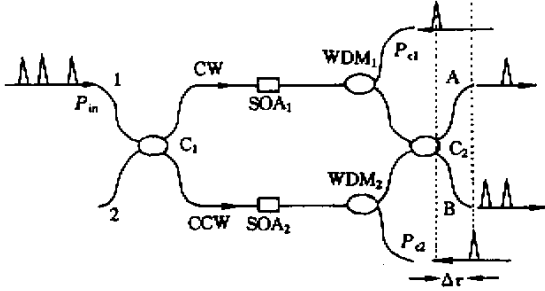 WDM₁
P_c1
1
CW
A
P_in
SOA₁
C₁
C₂
WDM₂
2
CCW
SOA₂
B
P_c2
Δτ